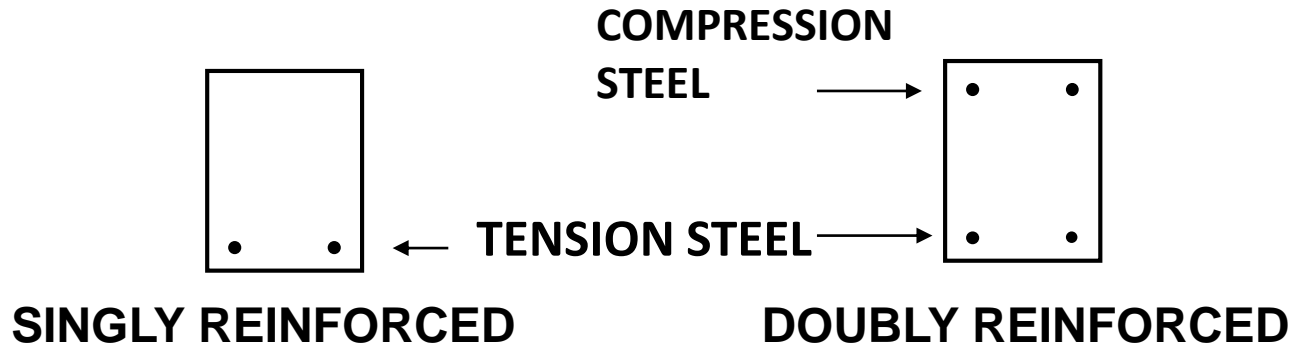 COMPRESSION
STEEL
TENSION STEEL
SINGLY REINFORCED
DOUBLY REINFORCED